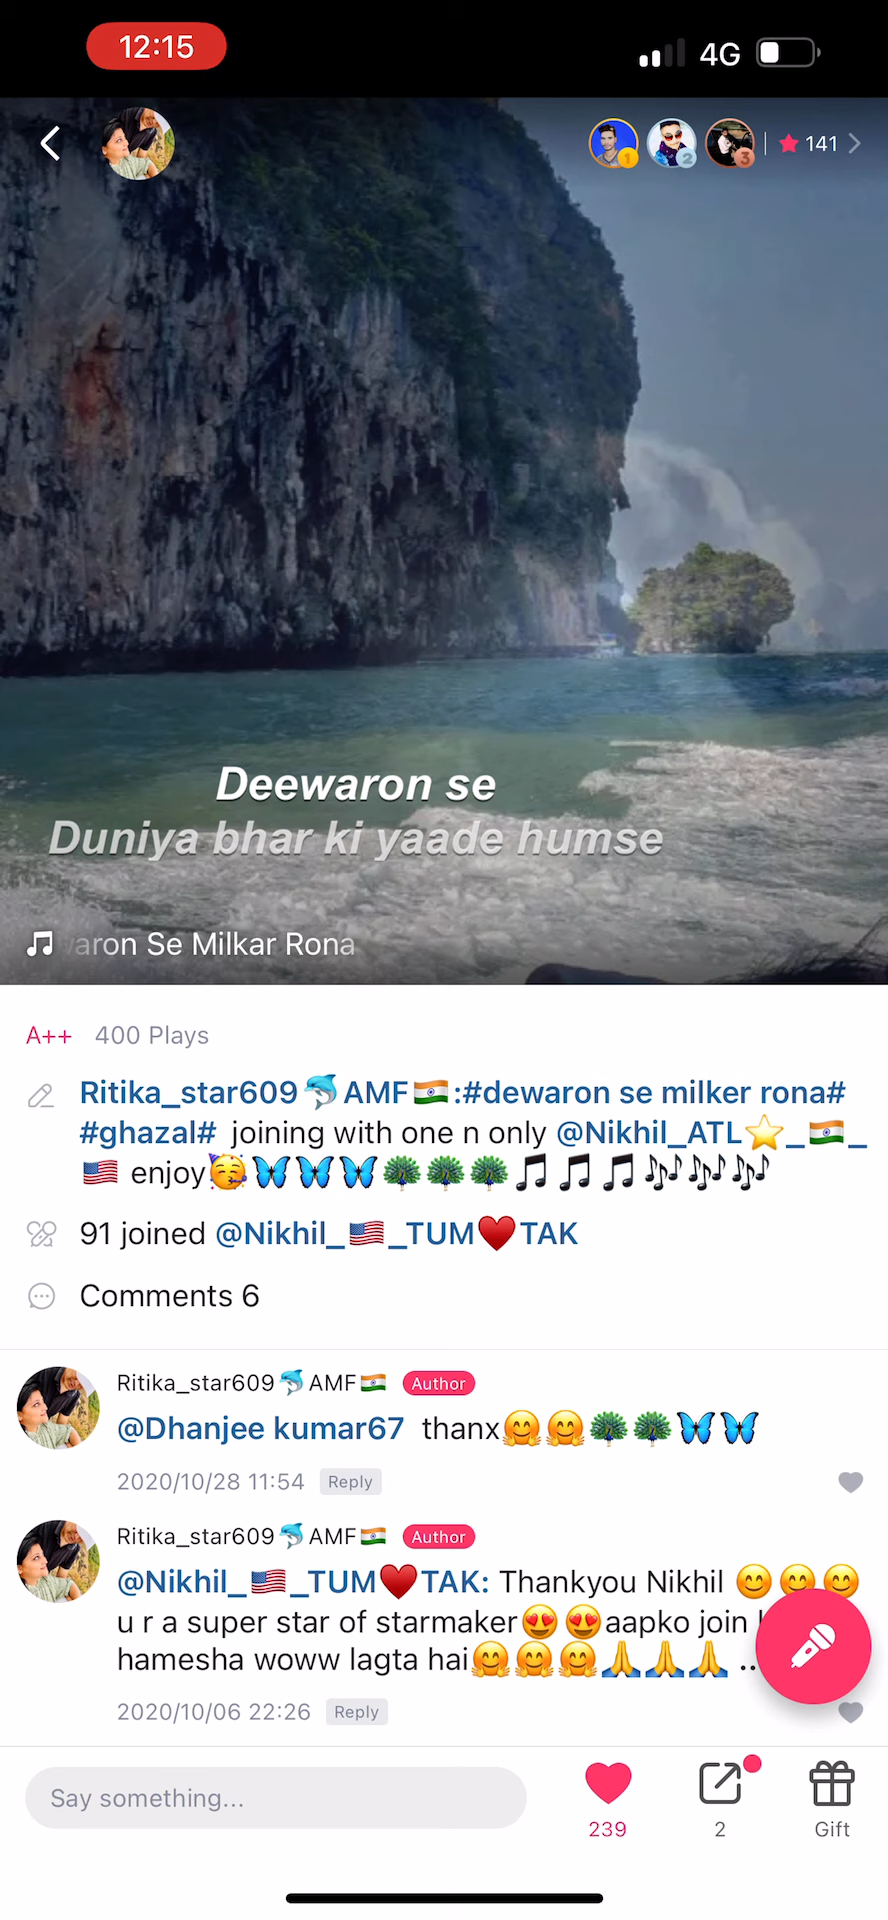 12:15
4G
1
2
3
141
Deewaron se
Duniya bhar ki yaade humse
aron Se Milkar Rona
A++ 400 Plays
Ritika_star609🐬AMF🇮🇳:#dewaron se milker rona#
#ghazal# joining with one n only @Nikhil_ATL⭐_🇮🇳_
🇺🇸 enjoy🥳🦋🦋🦋🦚🦚🦚🎵🎵🎵🎶🎶🎶
91 joined @Nikhil_🇺🇸_TUM♥️TAK
Comments 6
Ritika_star609🐬AMF🇮🇳 Author
@Dhanjee kumar67 thanx🤗🤗🦚🦚🦋🦋
2020/10/28 11:54 Reply
Ritika_star609🐬AMF🇮🇳 Author
@Nikhil_🇺🇸_TUM♥️TAK: Thankyou Nikhil 😊😊😊
u r a super star of starmaker😍😍aapko join
hamesha woww lagta hai🤗🤗🤗🙏🙏🙏 ..
2020/10/06 22:26 Reply
Say something...
239
2
Gift